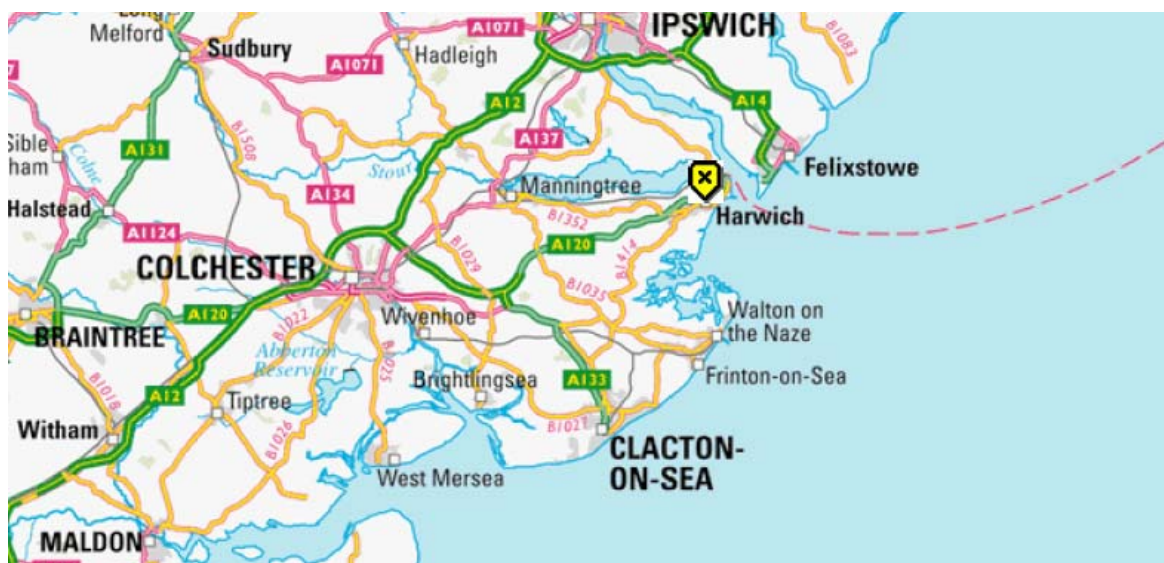 Long
Melford
Sudbury
A1071
Hadleigh
A1071
IPSWICH
B1083
A12
A14
A137
Sible
ham
Colne
A131
B1508
A134
Stour
Manningtree
Felixstowe
Halstead
A1124
B1352
Harwich
A120
B1029
B1414
COLCHESTER
B1035
A120
B1022
Wivenhoe
Walton on
the Naze
BRAINTREE
Abberton
Reservoir
B1025
Brightlingsea
A133
Frinton-on-Sea
B1018
A12
Tiptree
B1027
Witham
B1026
CLACTON-
ON-SEA
West Mersea
MALDON